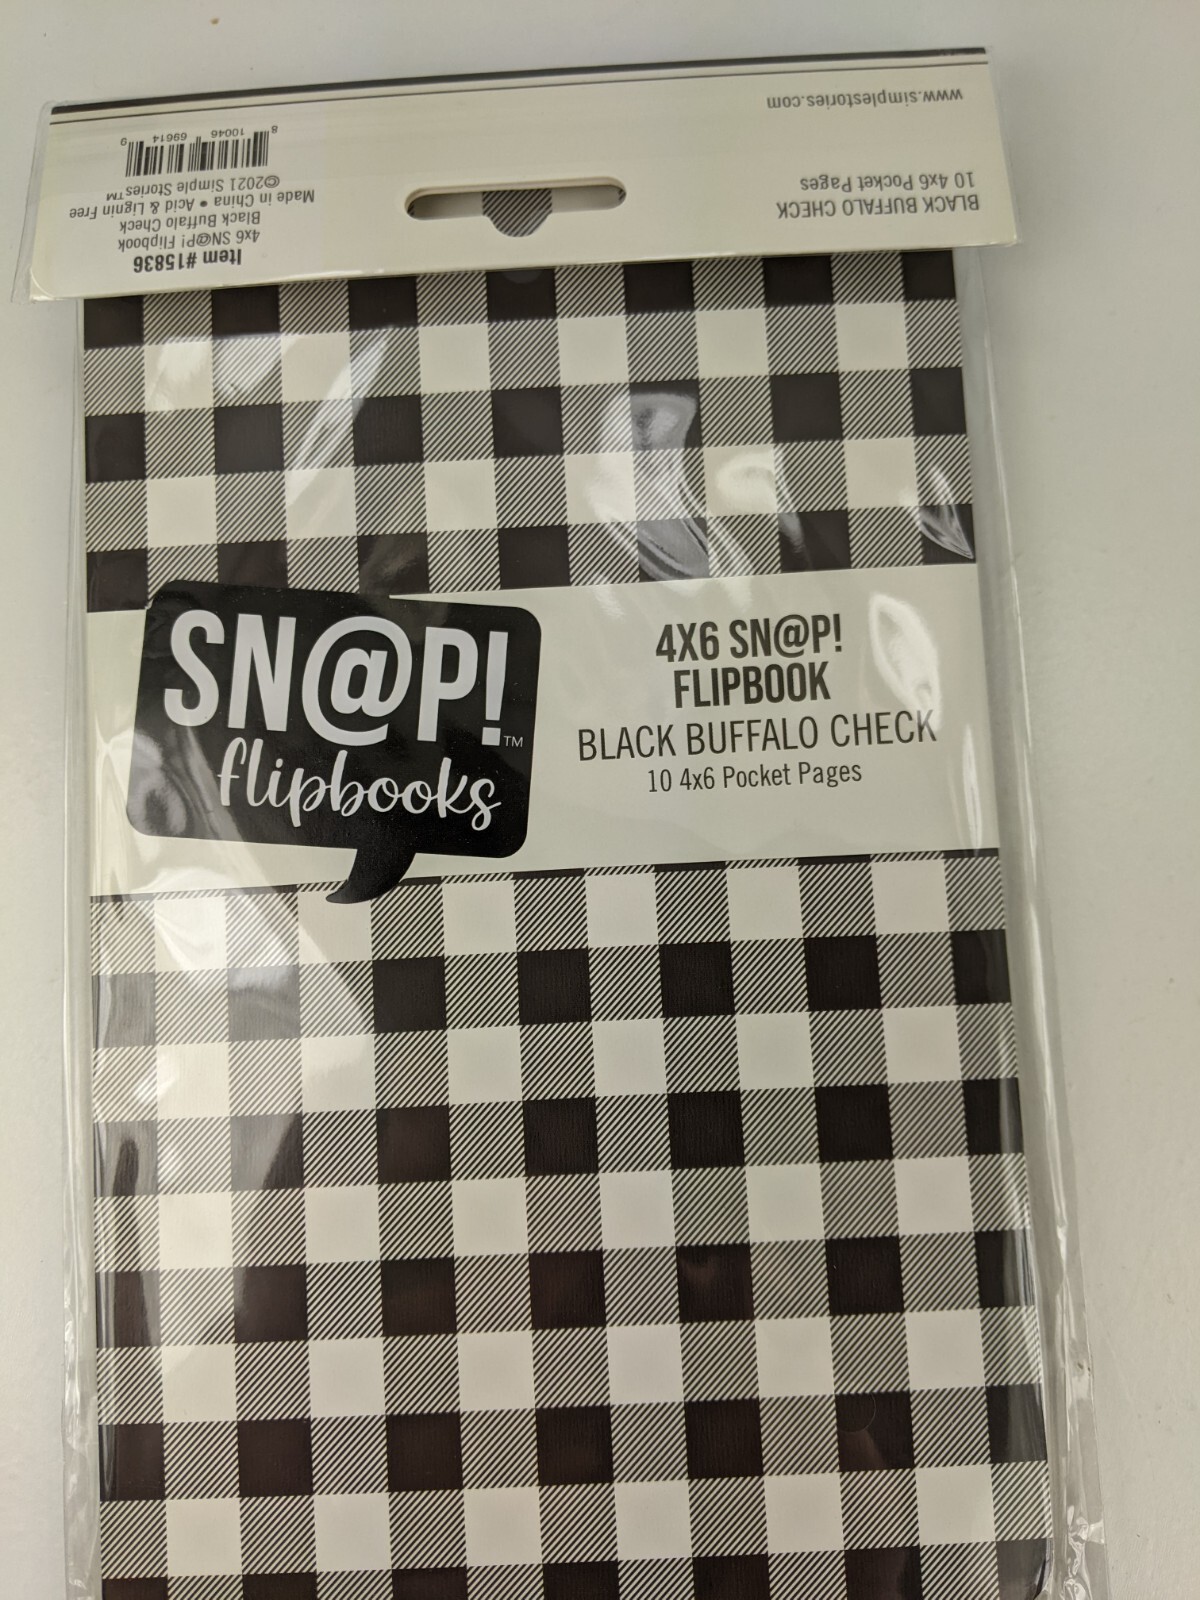 www.simplestories.com
BLACK BUFFALO CHECK
10 4x6 Pocket Pages
Item #15836
4x6 SN@P! Flipbook
Black Buffalo Check
Made in China • Acid & Lignin Free
©2021 Simple Stories™
8 10046 69614 9
SN@P!™
flipbooks
4X6 SN@P!
FLIPBOOK
BLACK BUFFALO CHECK
10 4x6 Pocket Pages